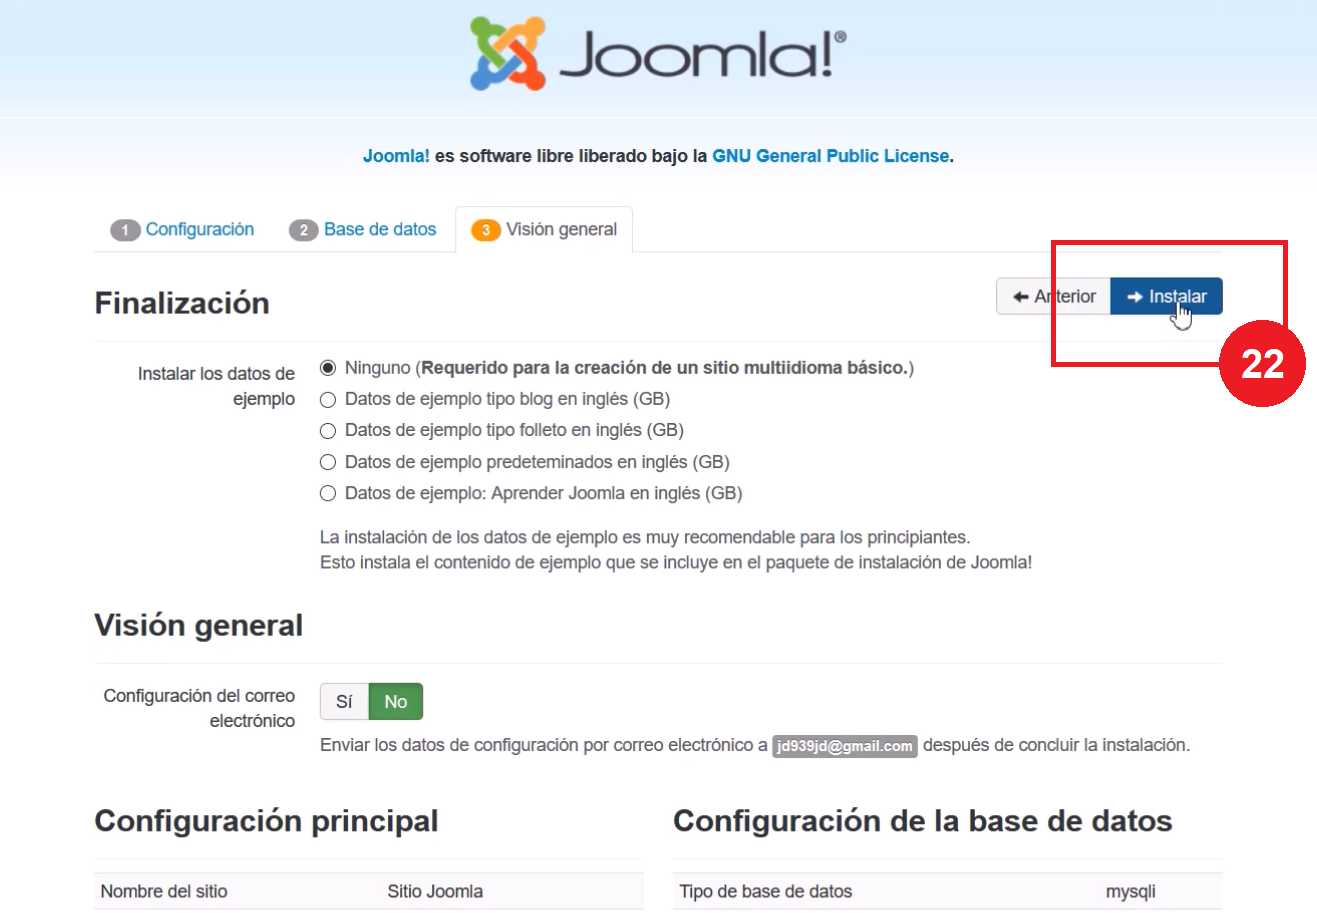 Joomla!®
Joomla! es software libre liberado bajo la GNU General Public License.
1 Configuración 2 Base de datos 3 Visión general
Finalización
Anterior Instalar
22
Instalar los datos de
ejemplo
Ninguno (Requerido para la creación de un sitio multiidioma básico.)
Datos de ejemplo tipo blog en inglés (GB)
Datos de ejemplo tipo folleto en inglés (GB)
Datos de ejemplo predeteminados en inglés (GB)
Datos de ejemplo: Aprender Joomla en inglés (GB)
La instalación de los datos de ejemplo es muy recomendable para los principiantes.
Esto instala el contenido de ejemplo que se incluye en el paquete de instalación de Joomla!
Visión general
Configuración del correo
electrónico
Sí No
Enviar los datos de configuración por correo electrónico a jd939jd@gmail.com después de concluir la instalación.
Configuración principal
Nombre del sitio Sitio Joomla
Configuración de la base de datos
Tipo de base de datos mysqli